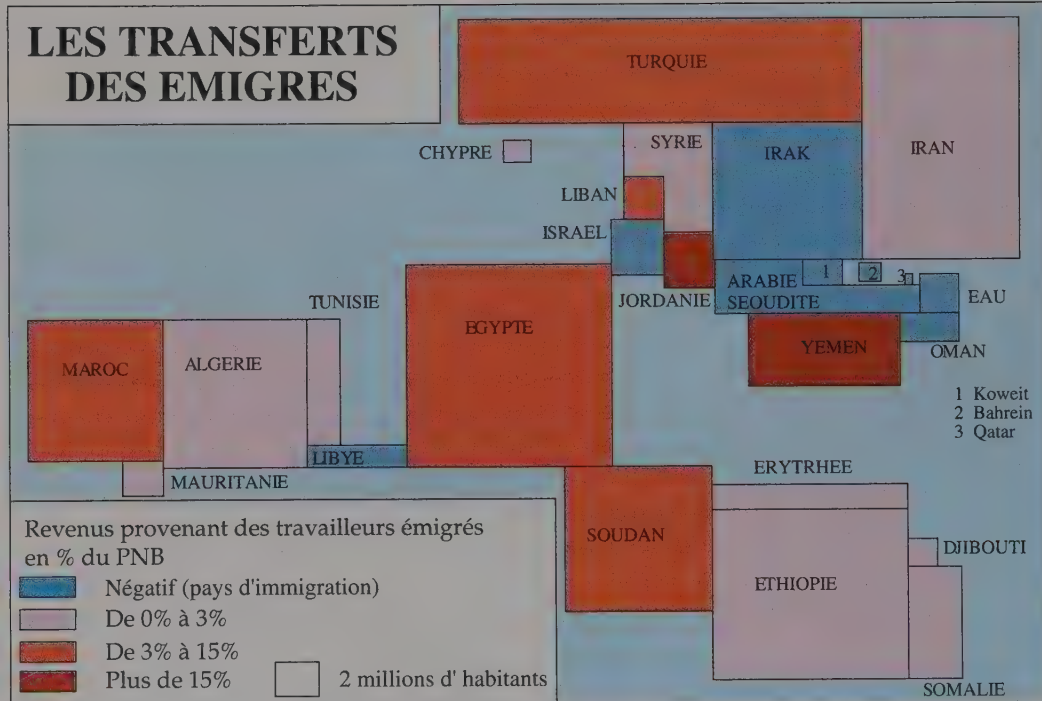 LES TRANSFERTS
DES EMIGRES
TURQUIE
CHYPRE
SYRIE
IRAK
IRAN
LIBAN
ISRAEL
JORDANIE
ARABIE
SEOUDITE
1
2
3
EAU
TUNISIE
EGYPTE
YEMEN
OMAN
MAROC
ALGERIE
LIBYE
MAURITANIE
1 Koweit
2 Bahrein
3 Qatar
ERYTRHEE
SOUDAN
ETHIOPIE
DJIBOUTI
SOMALIE
Revenus provenant des travailleurs émigrés
en % du PNB
Négatif (pays d'immigration)
De 0% à 3%
De 3% à 15%
Plus de 15%
2 millions d' habitants